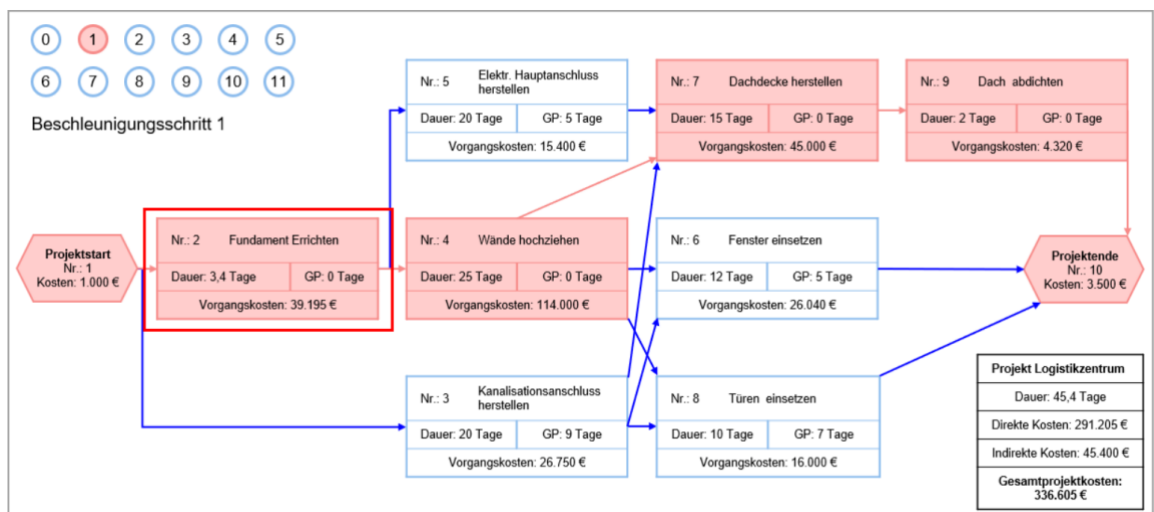 0 1 2 3 4 5
6 7 8 9 10 11
Beschleunigungsschritt 1
Nr.: 5 Elektr. Hauptanschluss
herstellen
Dauer: 20 Tage GP: 5 Tage
Vorgangskosten: 15.400 €
Nr.: 7 Dachdecke herstellen
Dauer: 15 Tage GP: 0 Tage
Vorgangskosten: 45.000 €
Nr.: 9 Dach abdichten
Dauer: 2 Tage GP: 0 Tage
Vorgangskosten: 4.320 €
Projektstart
Nr.: 1
Kosten: 1.000 €
Nr.: 2 Fundament Errichten
Dauer: 3,4 Tage GP: 0 Tage
Vorgangskosten: 39.195 €
Nr.: 4 Wände hochziehen
Dauer: 25 Tage GP: 0 Tage
Vorgangskosten: 114.000 €
Nr.: 6 Fenster einsetzen
Dauer: 12 Tage GP: 5 Tage
Vorgangskosten: 26.040 €
Projektende
Nr.: 10
Kosten: 3.500 €
Nr.: 3 Kanalisationsanschluss
herstellen
Dauer: 20 Tage GP: 9 Tage
Vorgangskosten: 26.750 €
Nr.: 8 Türen einsetzen
Dauer: 10 Tage GP: 7 Tage
Vorgangskosten: 16.000 €
Projekt Logistikzentrum
Dauer: 45,4 Tage
Direkte Kosten: 291.205 €
Indirekte Kosten: 45.400 €
Gesamtprojektkosten:
336.605 €